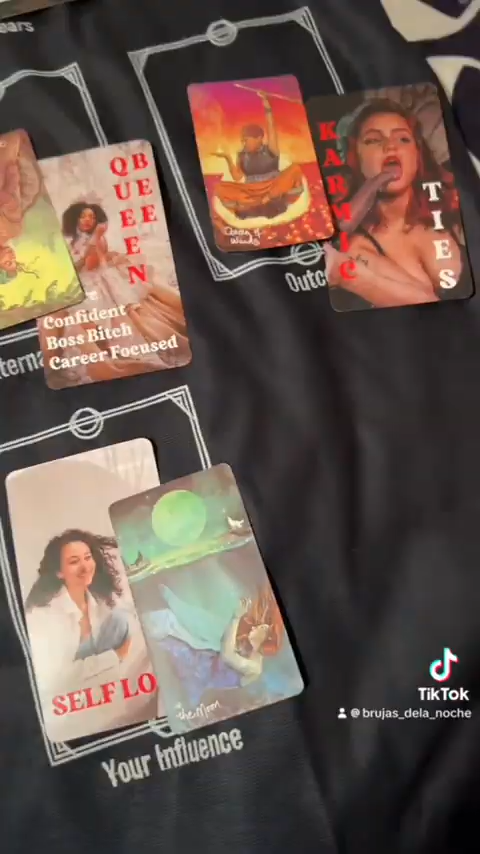 ears
QUEEN
BEE
Confident
Boss Bitch
Career Focused
Queen of
Wands
KARMIC
TIES
Outc
terna
SELF LO
the Moon
Your Influence
TikTok
@brujas_dela_noche